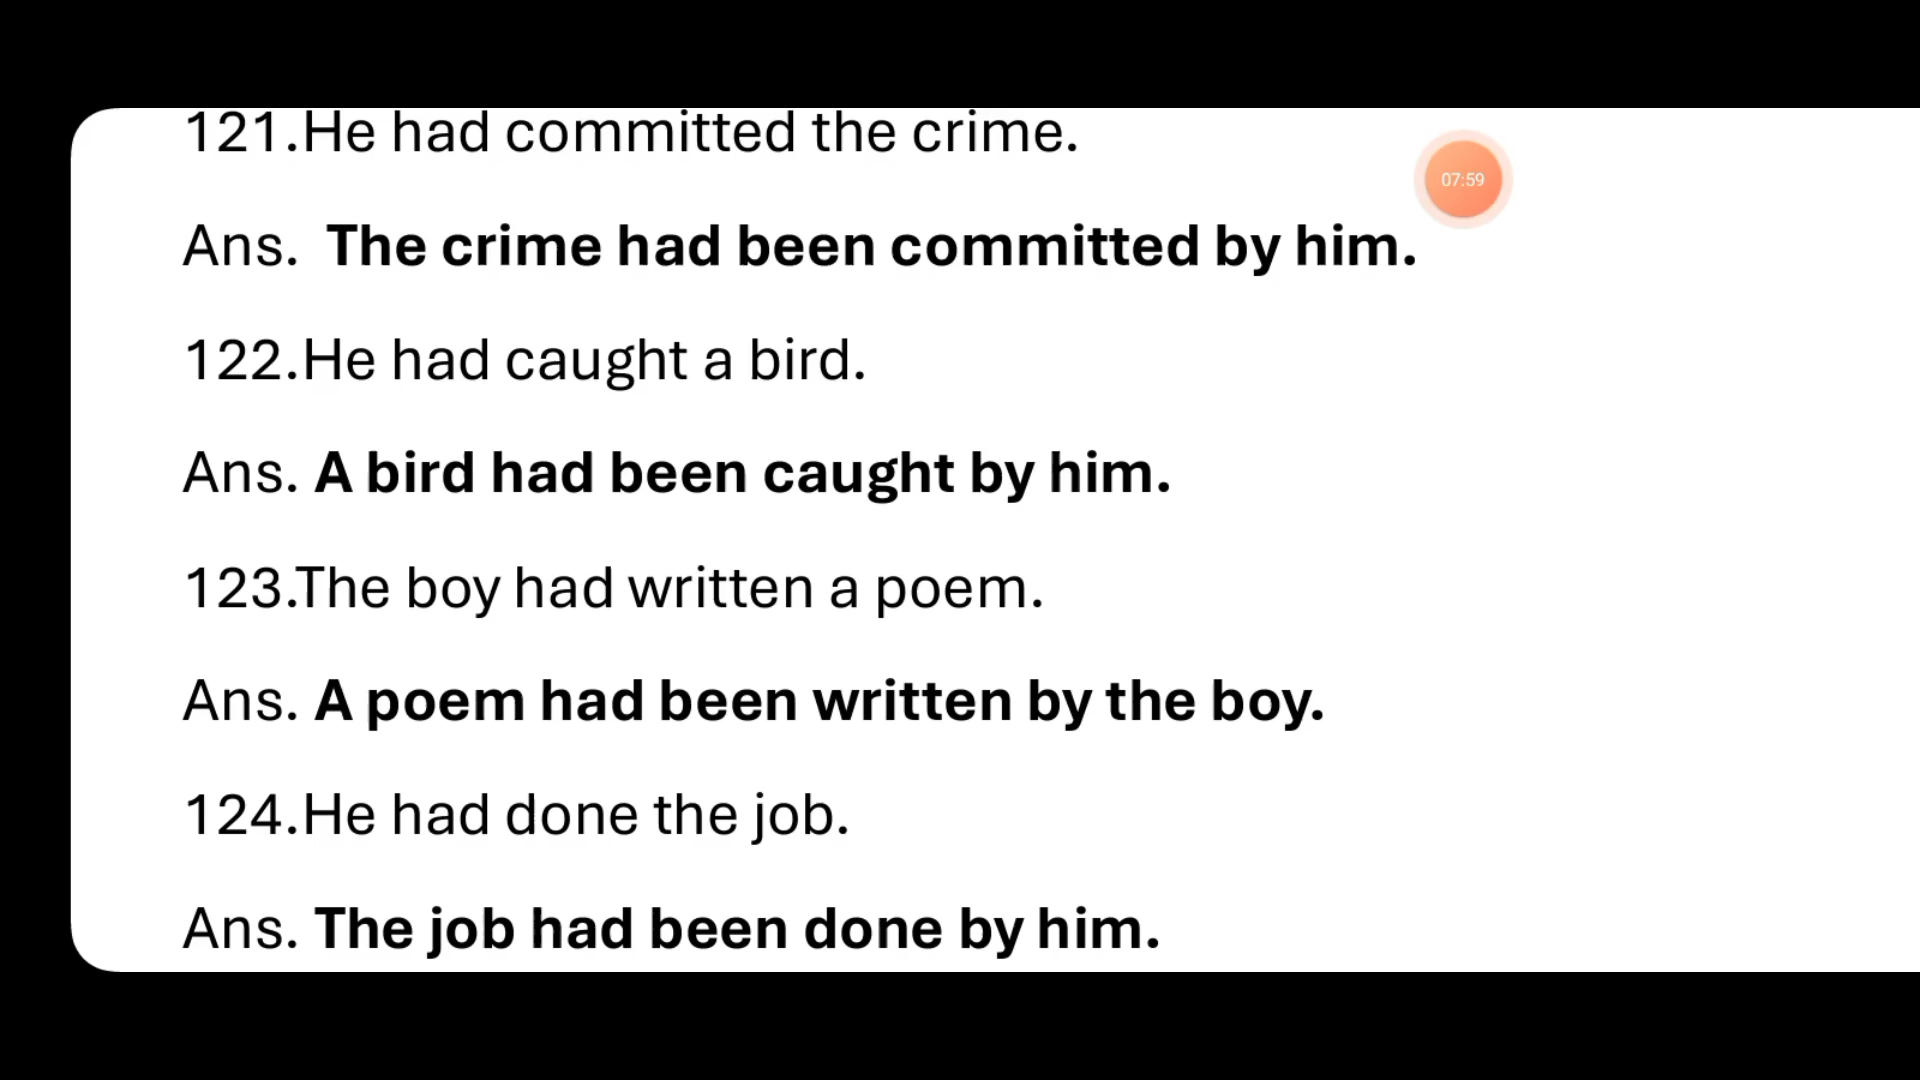 121.He had committed the crime.
07:59
Ans. The crime had been committed by him.
122.He had caught a bird.
Ans. A bird had been caught by him.
123.The boy had written a poem.
Ans. A poem had been written by the boy.
124.He had done the job.
Ans. The job had been done by him.